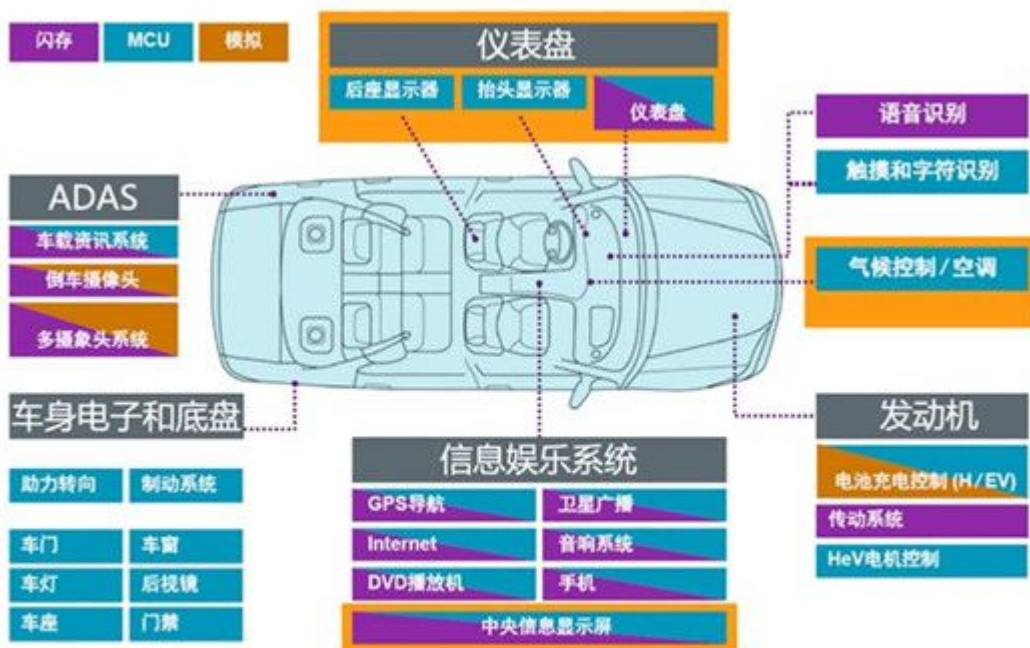 闪存
MCU
模拟
仪表盘
后座显示器
抬头显示器
仪表盘
语音识别
触摸和字符识别
气候控制/空调
ADAS
车载资讯系统
倒车摄像头
多摄象头系统
车身电子和底盘
助力转向
制动系统
车门
车窗
车灯
后视镜
车座
门禁
信息娱乐系统
GPS导航
卫星广播
Internet
音响系统
DVD播放机
手机
中央信息显示屏
发动机
电池充电控制 (H/EV)
传动系统
HeV电机控制